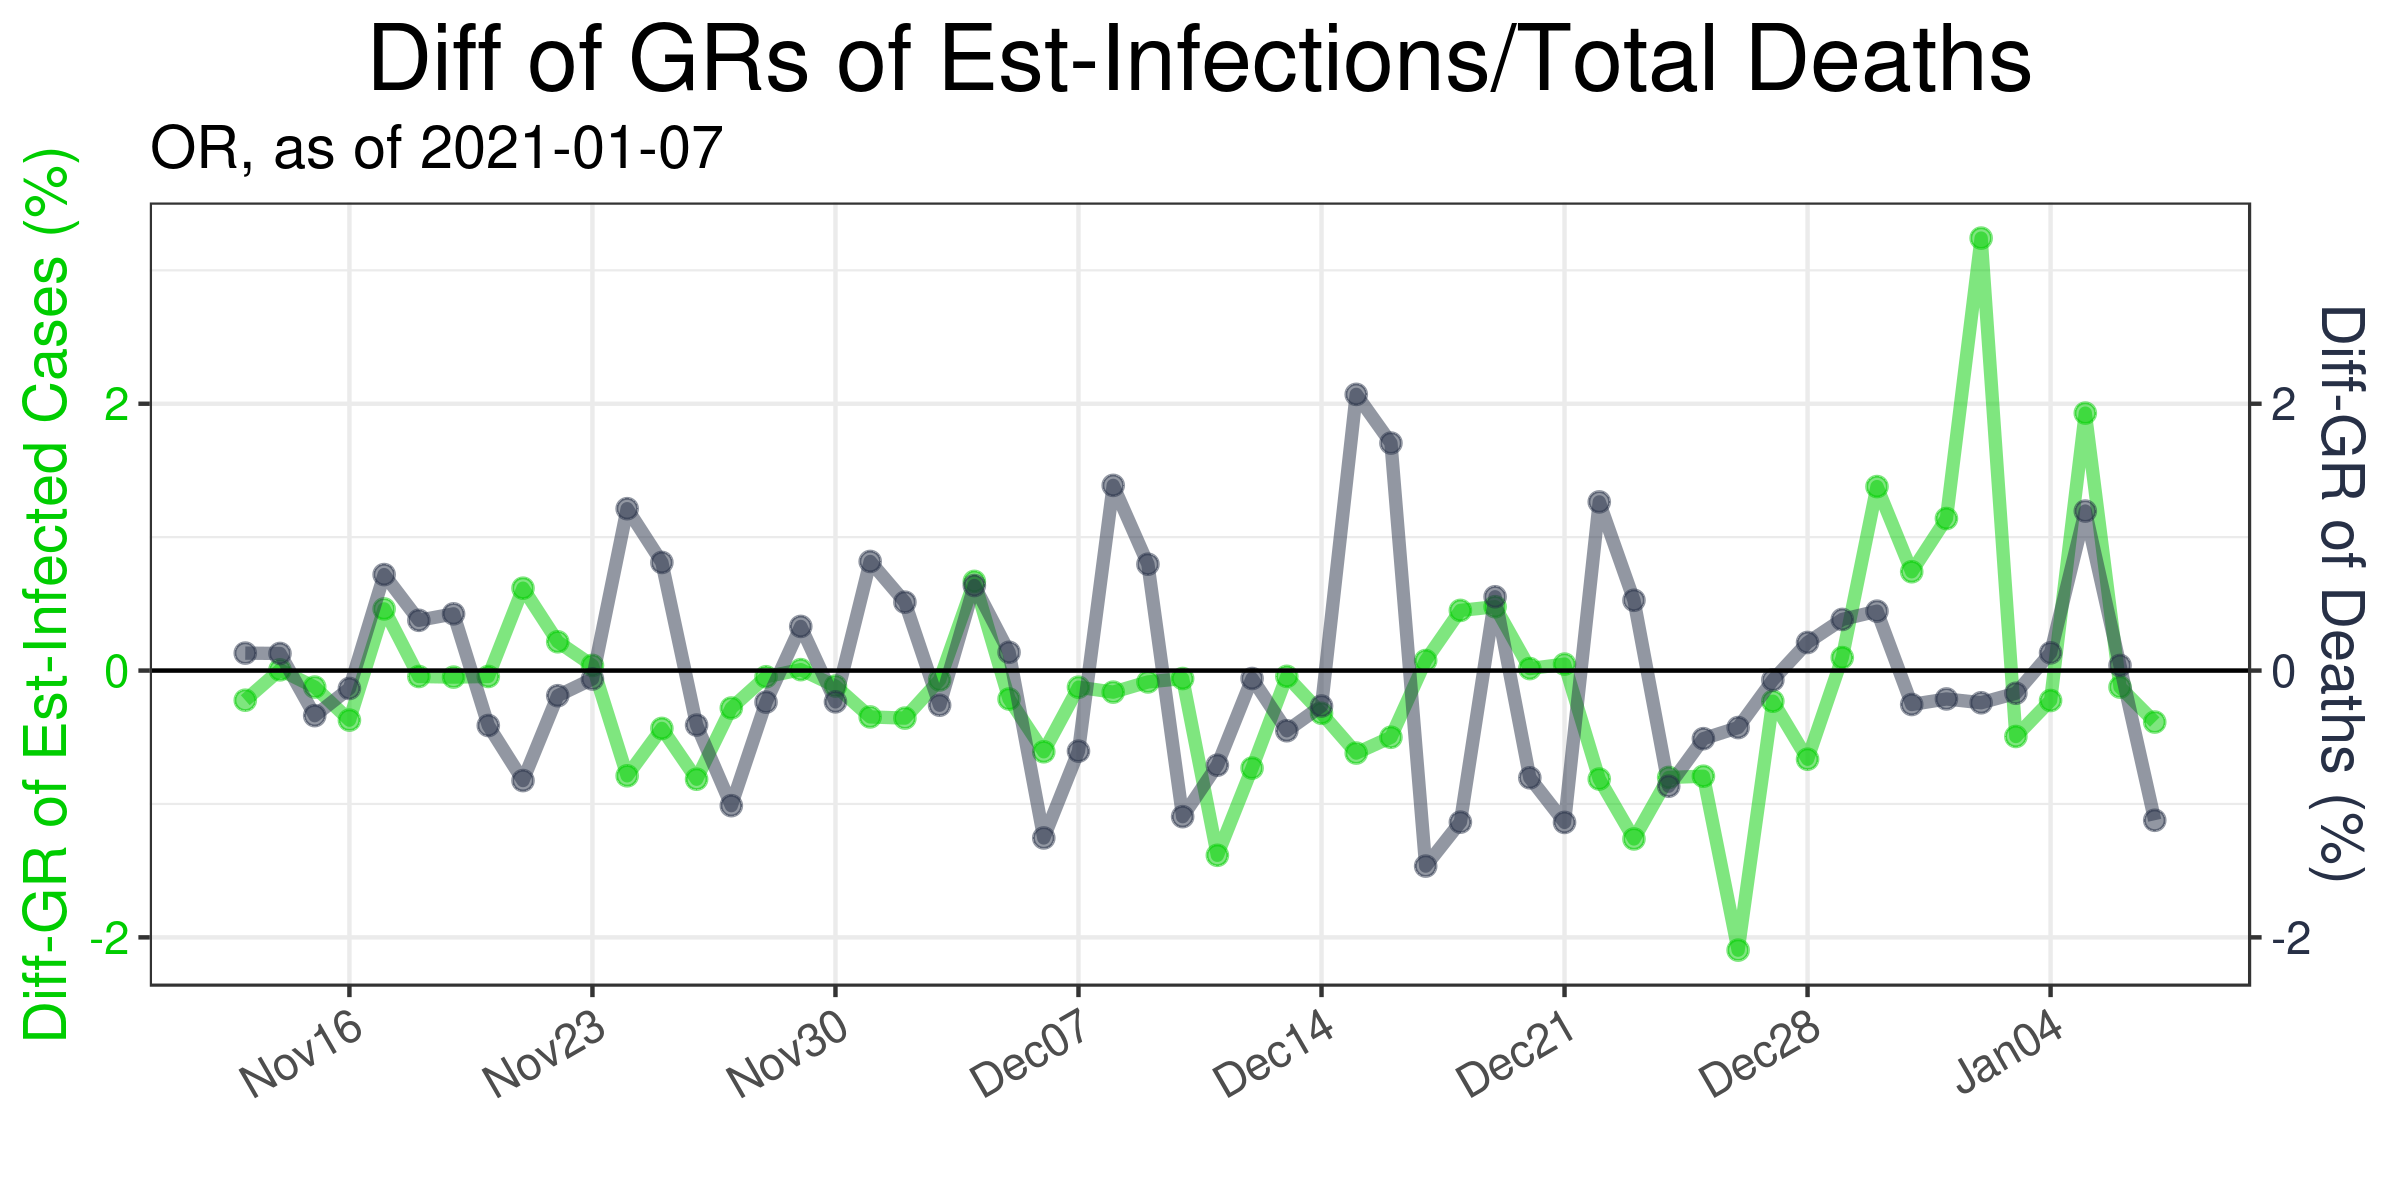 Diff of GRs of Est-Infections/Total Deaths
OR, as of 2021-01-07
Diff-GR of Est-Infected Cases (%)
2
0
-2
2
0
-2
Diff-GR of Deaths (%)
Nov16
Nov23
Nov30
Dec07
Dec14
Dec21
Dec28
Jan04